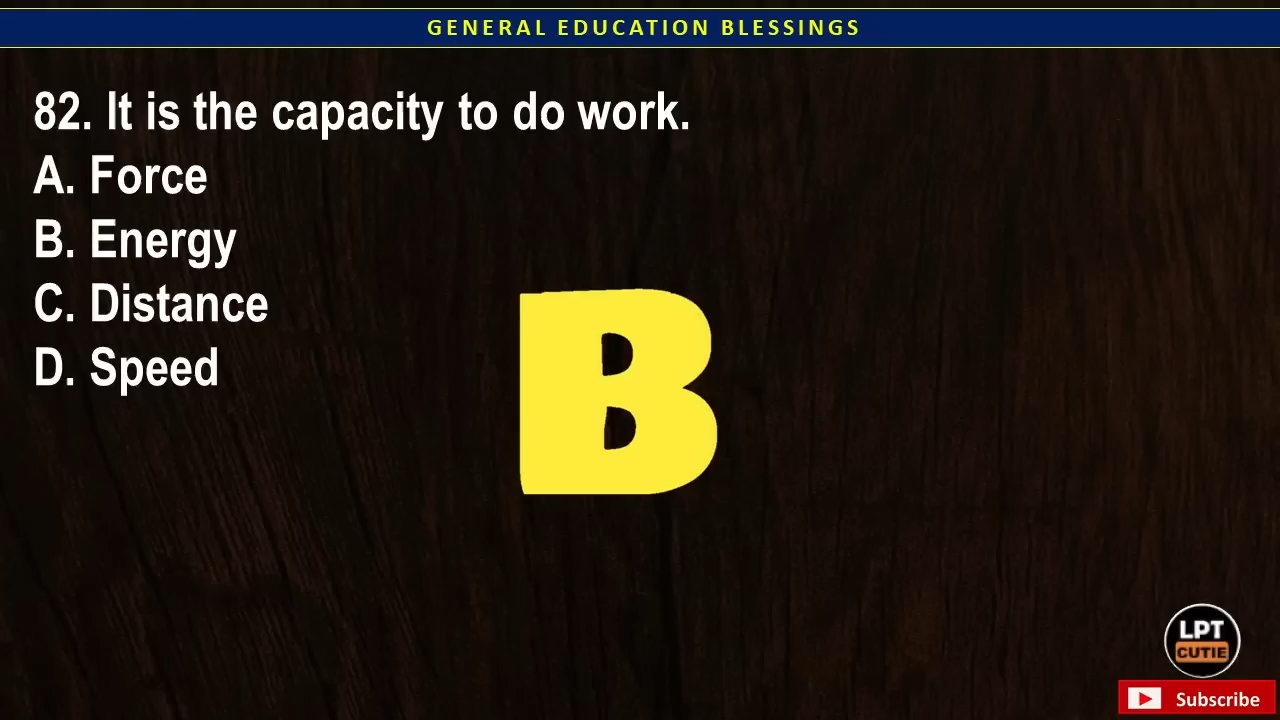 GENERAL EDUCATION BLESSINGS
82. It is the capacity to do work.
A. Force
B. Energy
C. Distance
D. Speed
B
LPT
CUTIE
Subscribe